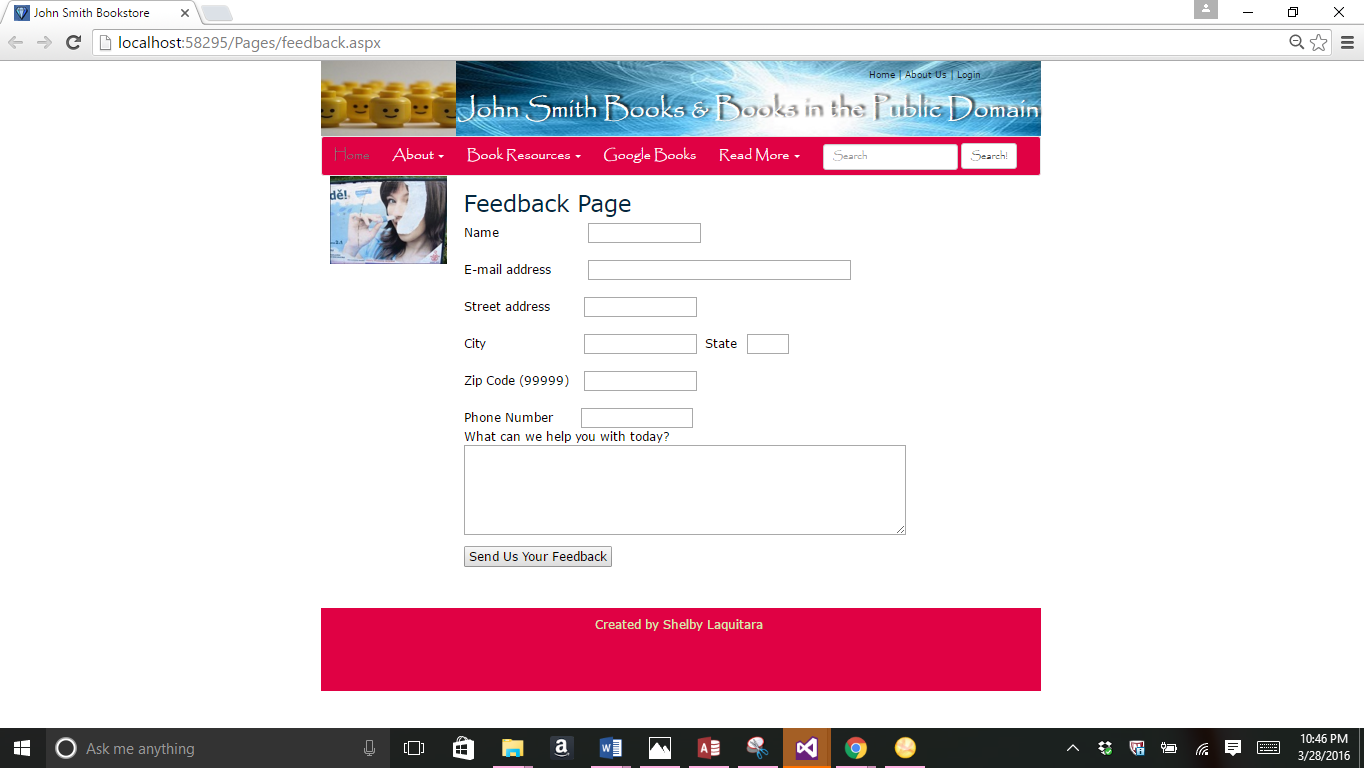 John Smith Bookstore
localhost:58295/Pages/feedback.aspx
Home | About Us | Login
John Smith Books & Books in the Public Domain
Home About Book Resources Google Books Read More Search Search!
dě!
Feedback Page
Name
E-mail address
Street address
City State
Zip Code (99999)
Phone Number
What can we help you with today?
Send Us Your Feedback
Created by Shelby Laquitara
Ask me anything
10:46 PM
3/28/2016